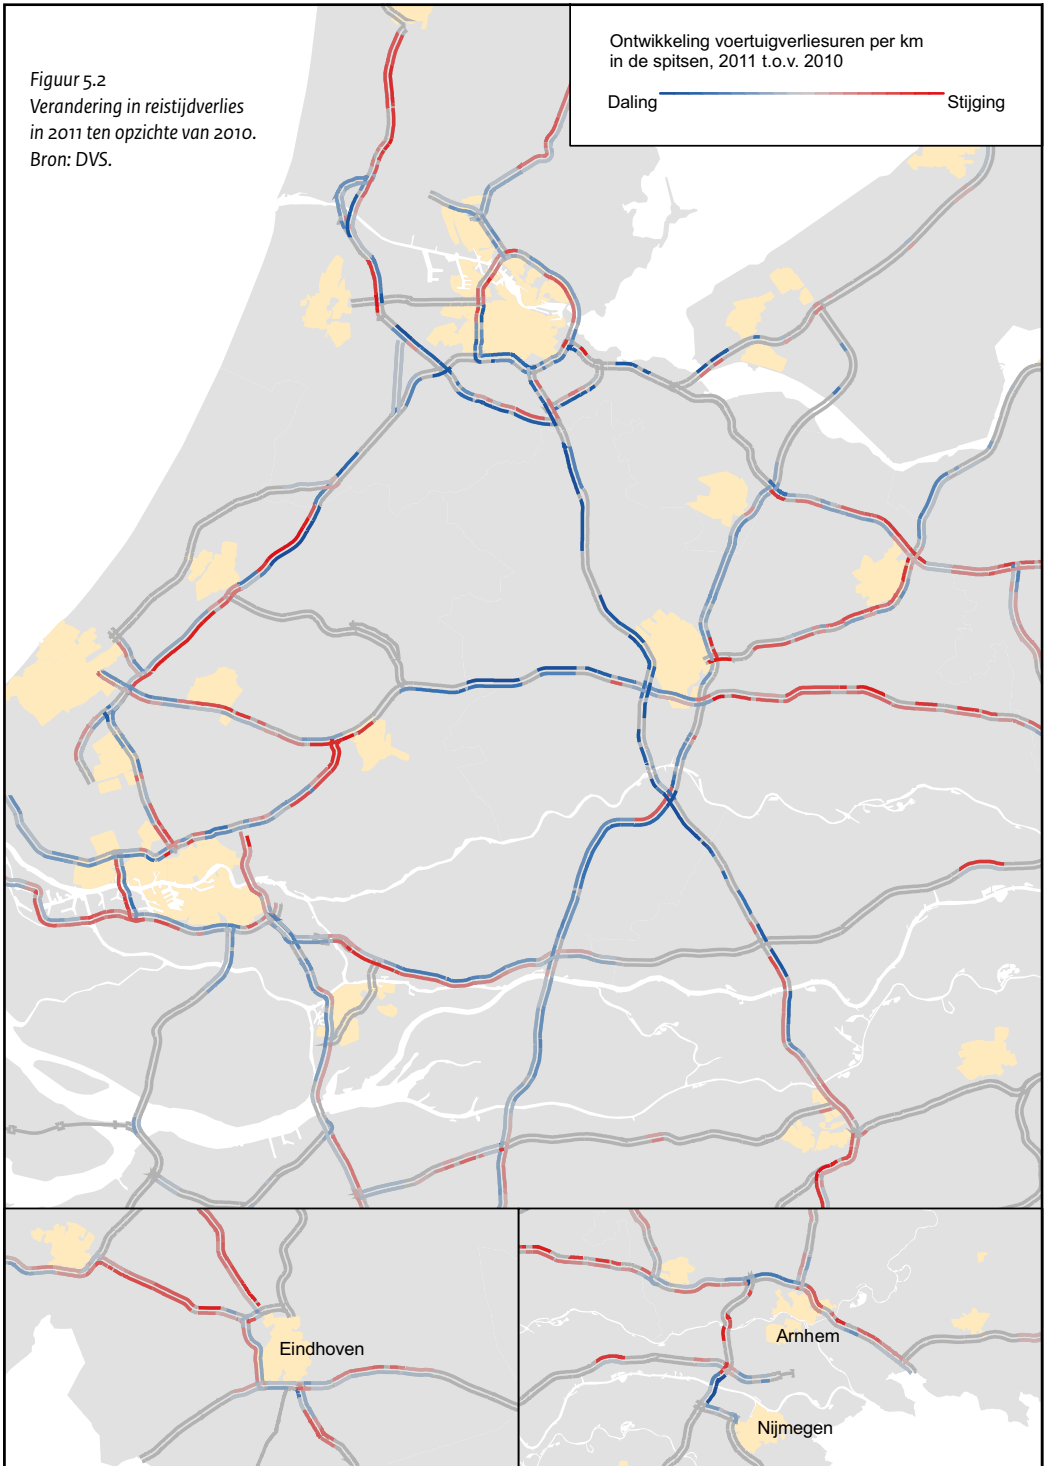 Figuur 5.2
Verandering in reistijdverlies
in 2011 ten opzichte van 2010.
Bron: DVS.
Ontwikkeling voertuigverliesuren per km
in de spitsen, 2011 t.o.v. 2010
Daling Stijging
Eindhoven
Arnhem
Nijmegen